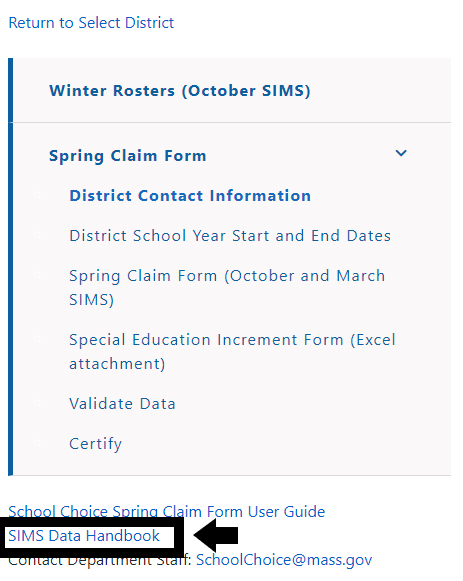 Return to Select District
Winter Rosters (October SIMS)
Spring Claim Form
District Contact Information
District School Year Start and End Dates
Spring Claim Form (October and March
SIMS)
Special Education Increment Form (Excel
attachment)
Validate Data
Certify
School Choice Spring Claim Form User Guide
SIMS Data Handbook
Contact Department Staff: SchoolChoice@mass.gov